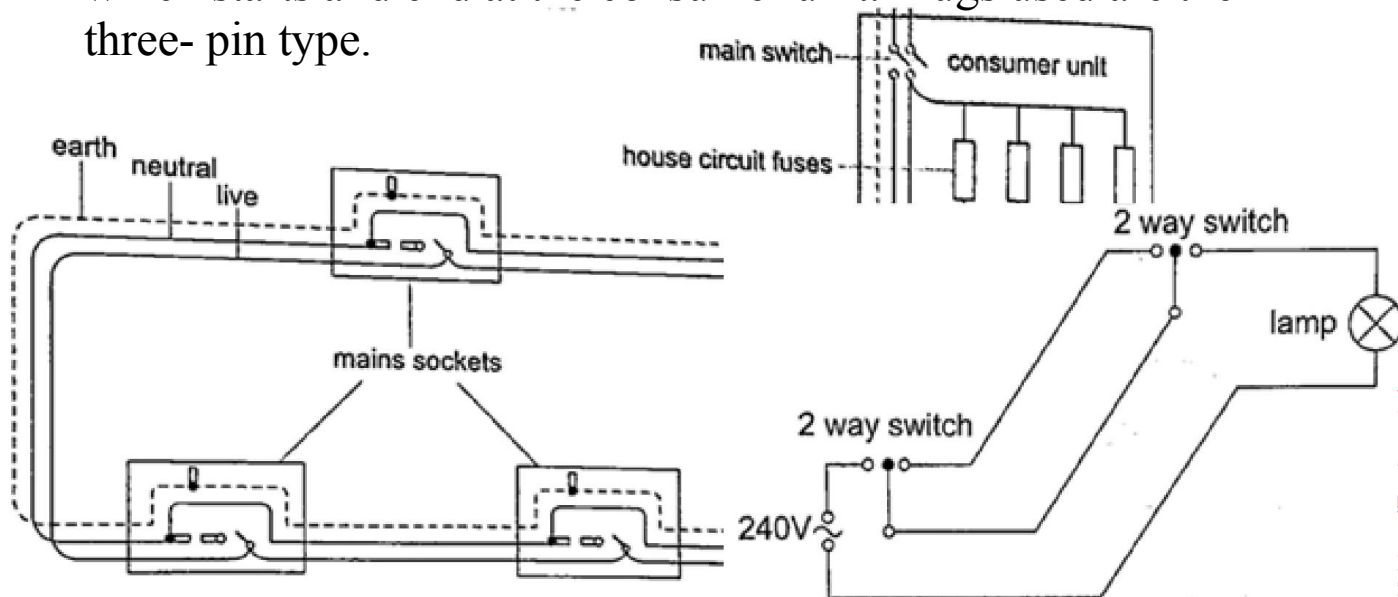 three- pin type.
main switch
consumer unit
house circuit fuses
earth
neutral
live
mains sockets
2 way switch
lamp
2 way switch
240V